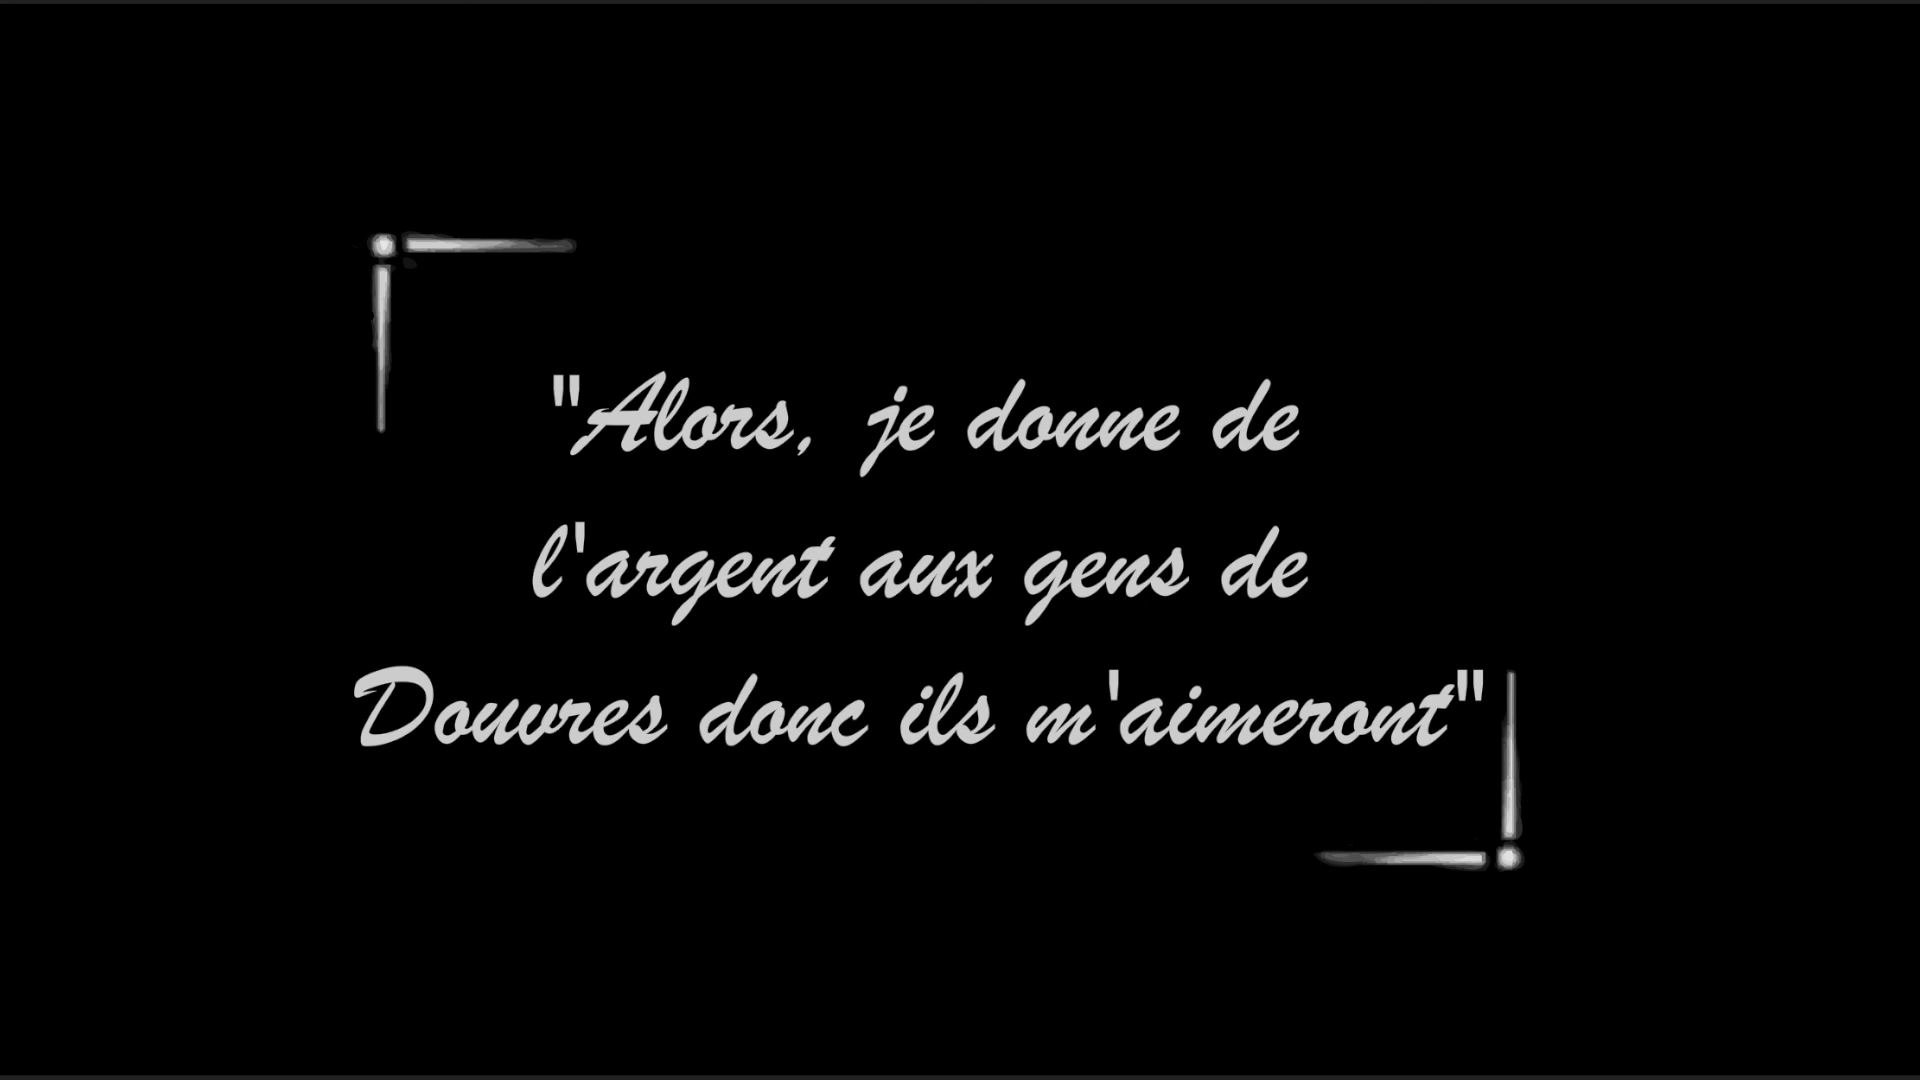 "Alors, je donne de
l'argent aux gens de
Douvres donc ils m'aimeront"